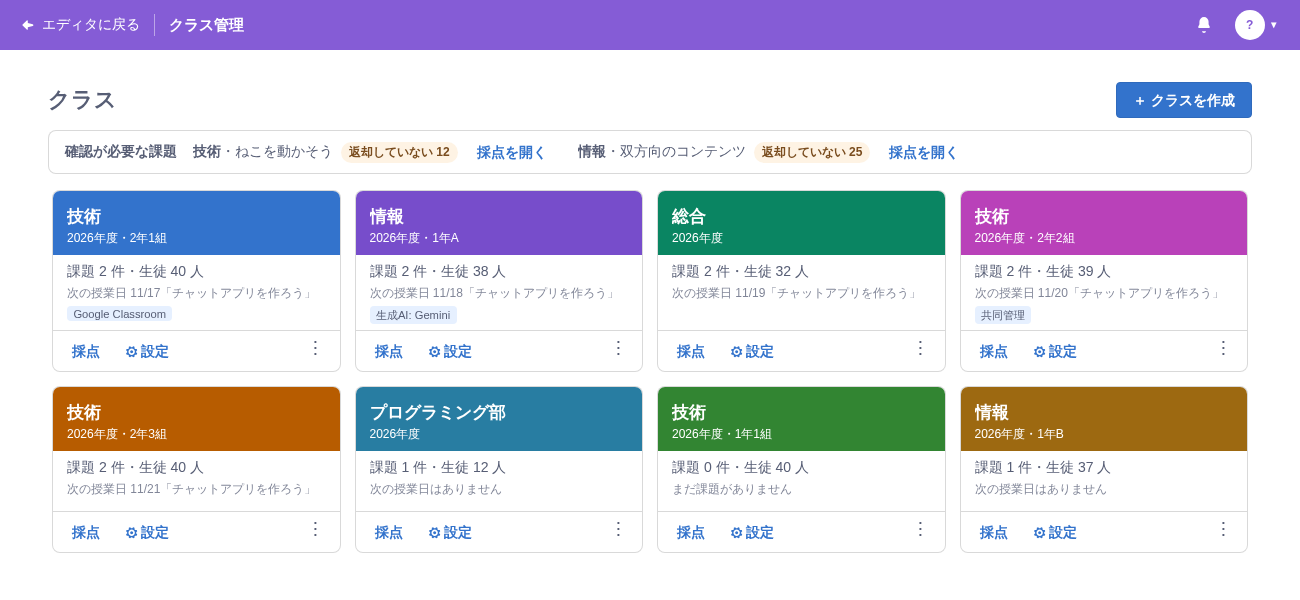 エディタに戻る クラス管理 ?
クラス
+ クラスを作成
確認が必要な課題 技術・ねこを動かそう 返却していない 12 採点を開く 情報・双方向のコンテンツ 返却していない 25 採点を開く
技術
2026年度・2年1組
課題 2 件・生徒 40 人
次の授業日 11/17「チャットアプリを作ろう」
Google Classroom
採点 設定
情報
2026年度・1年A
課題 2 件・生徒 38 人
次の授業日 11/18「チャットアプリを作ろう」
生成AI: Gemini
採点 設定
総合
2026年度
課題 2 件・生徒 32 人
次の授業日 11/19「チャットアプリを作ろう」
採点 設定
技術
2026年度・2年2組
課題 2 件・生徒 39 人
次の授業日 11/20「チャットアプリを作ろう」
共同管理
採点 設定
技術
2026年度・2年3組
課題 2 件・生徒 40 人
次の授業日 11/21「チャットアプリを作ろう」
採点 設定
プログラミング部
2026年度
課題 1 件・生徒 12 人
次の授業日はありません
採点 設定
技術
2026年度・1年1組
課題 0 件・生徒 40 人
まだ課題がありません
採点 設定
情報
2026年度・1年B
課題 1 件・生徒 37 人
次の授業日はありません
採点 設定